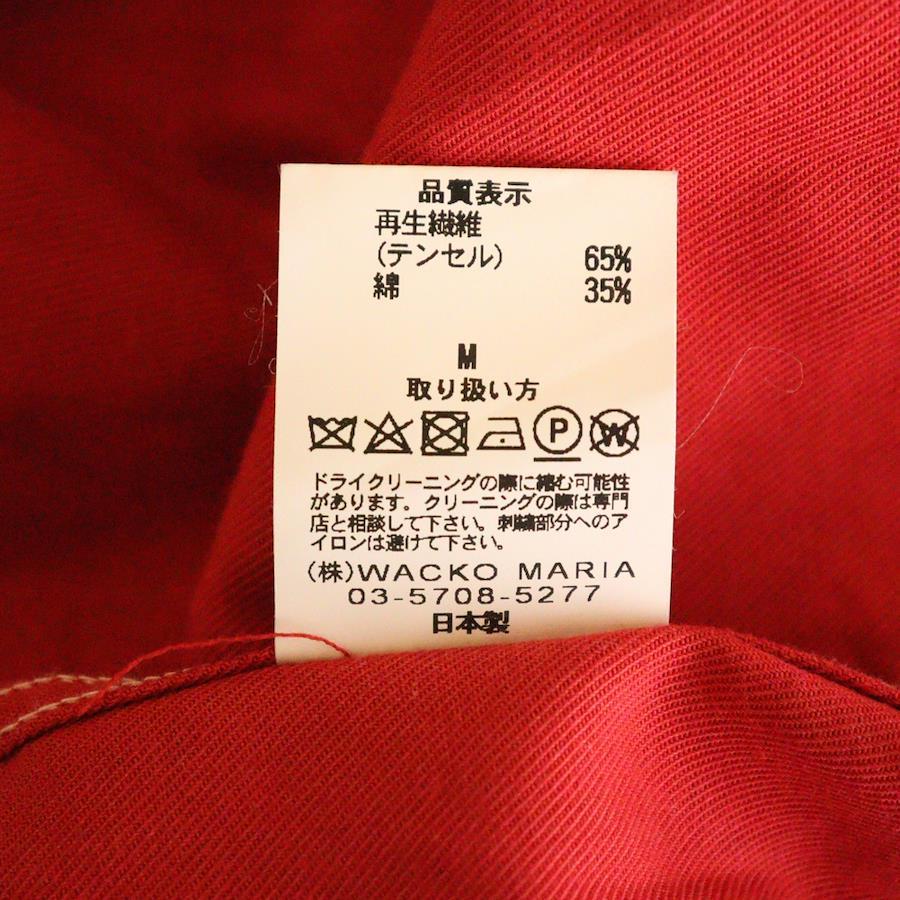 品質表示
再生繊維
(テンセル) 65%
綿 35%
M
取り扱い方
P W
ドライクリーニングの際に縮む可能性
があります。クリーニングの際は専門
店と相談して下さい。刺繍部分へのア
イロンは避けて下さい。
(株)WACKO MARIA
03-5708-5277
日本製